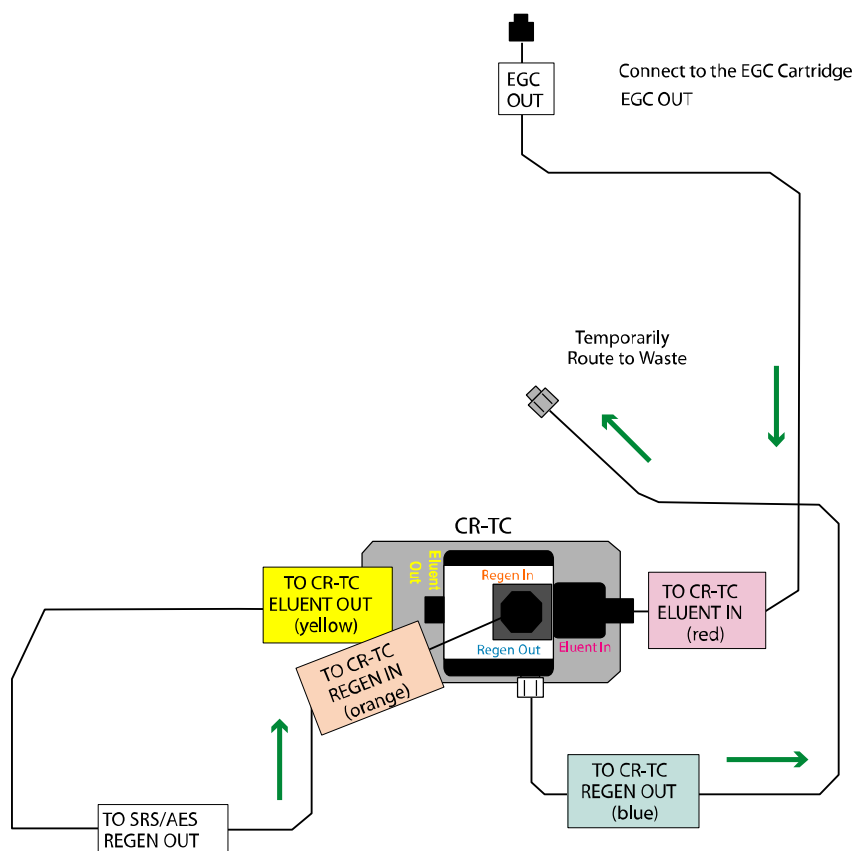 EGC
OUT
Connect to the EGC Cartridge
EGC OUT
Temporarily
Route to Waste
CR-TC
Eluent
Out
Regen In
Regen Out
Eluent In
TO CR-TC
ELUENT OUT
(yellow)
TO CR-TC
ELUENT IN
(red)
TO CR-TC
REGEN IN
(orange)
TO CR-TC
REGEN OUT
(blue)
TO SRS/AES
REGEN OUT